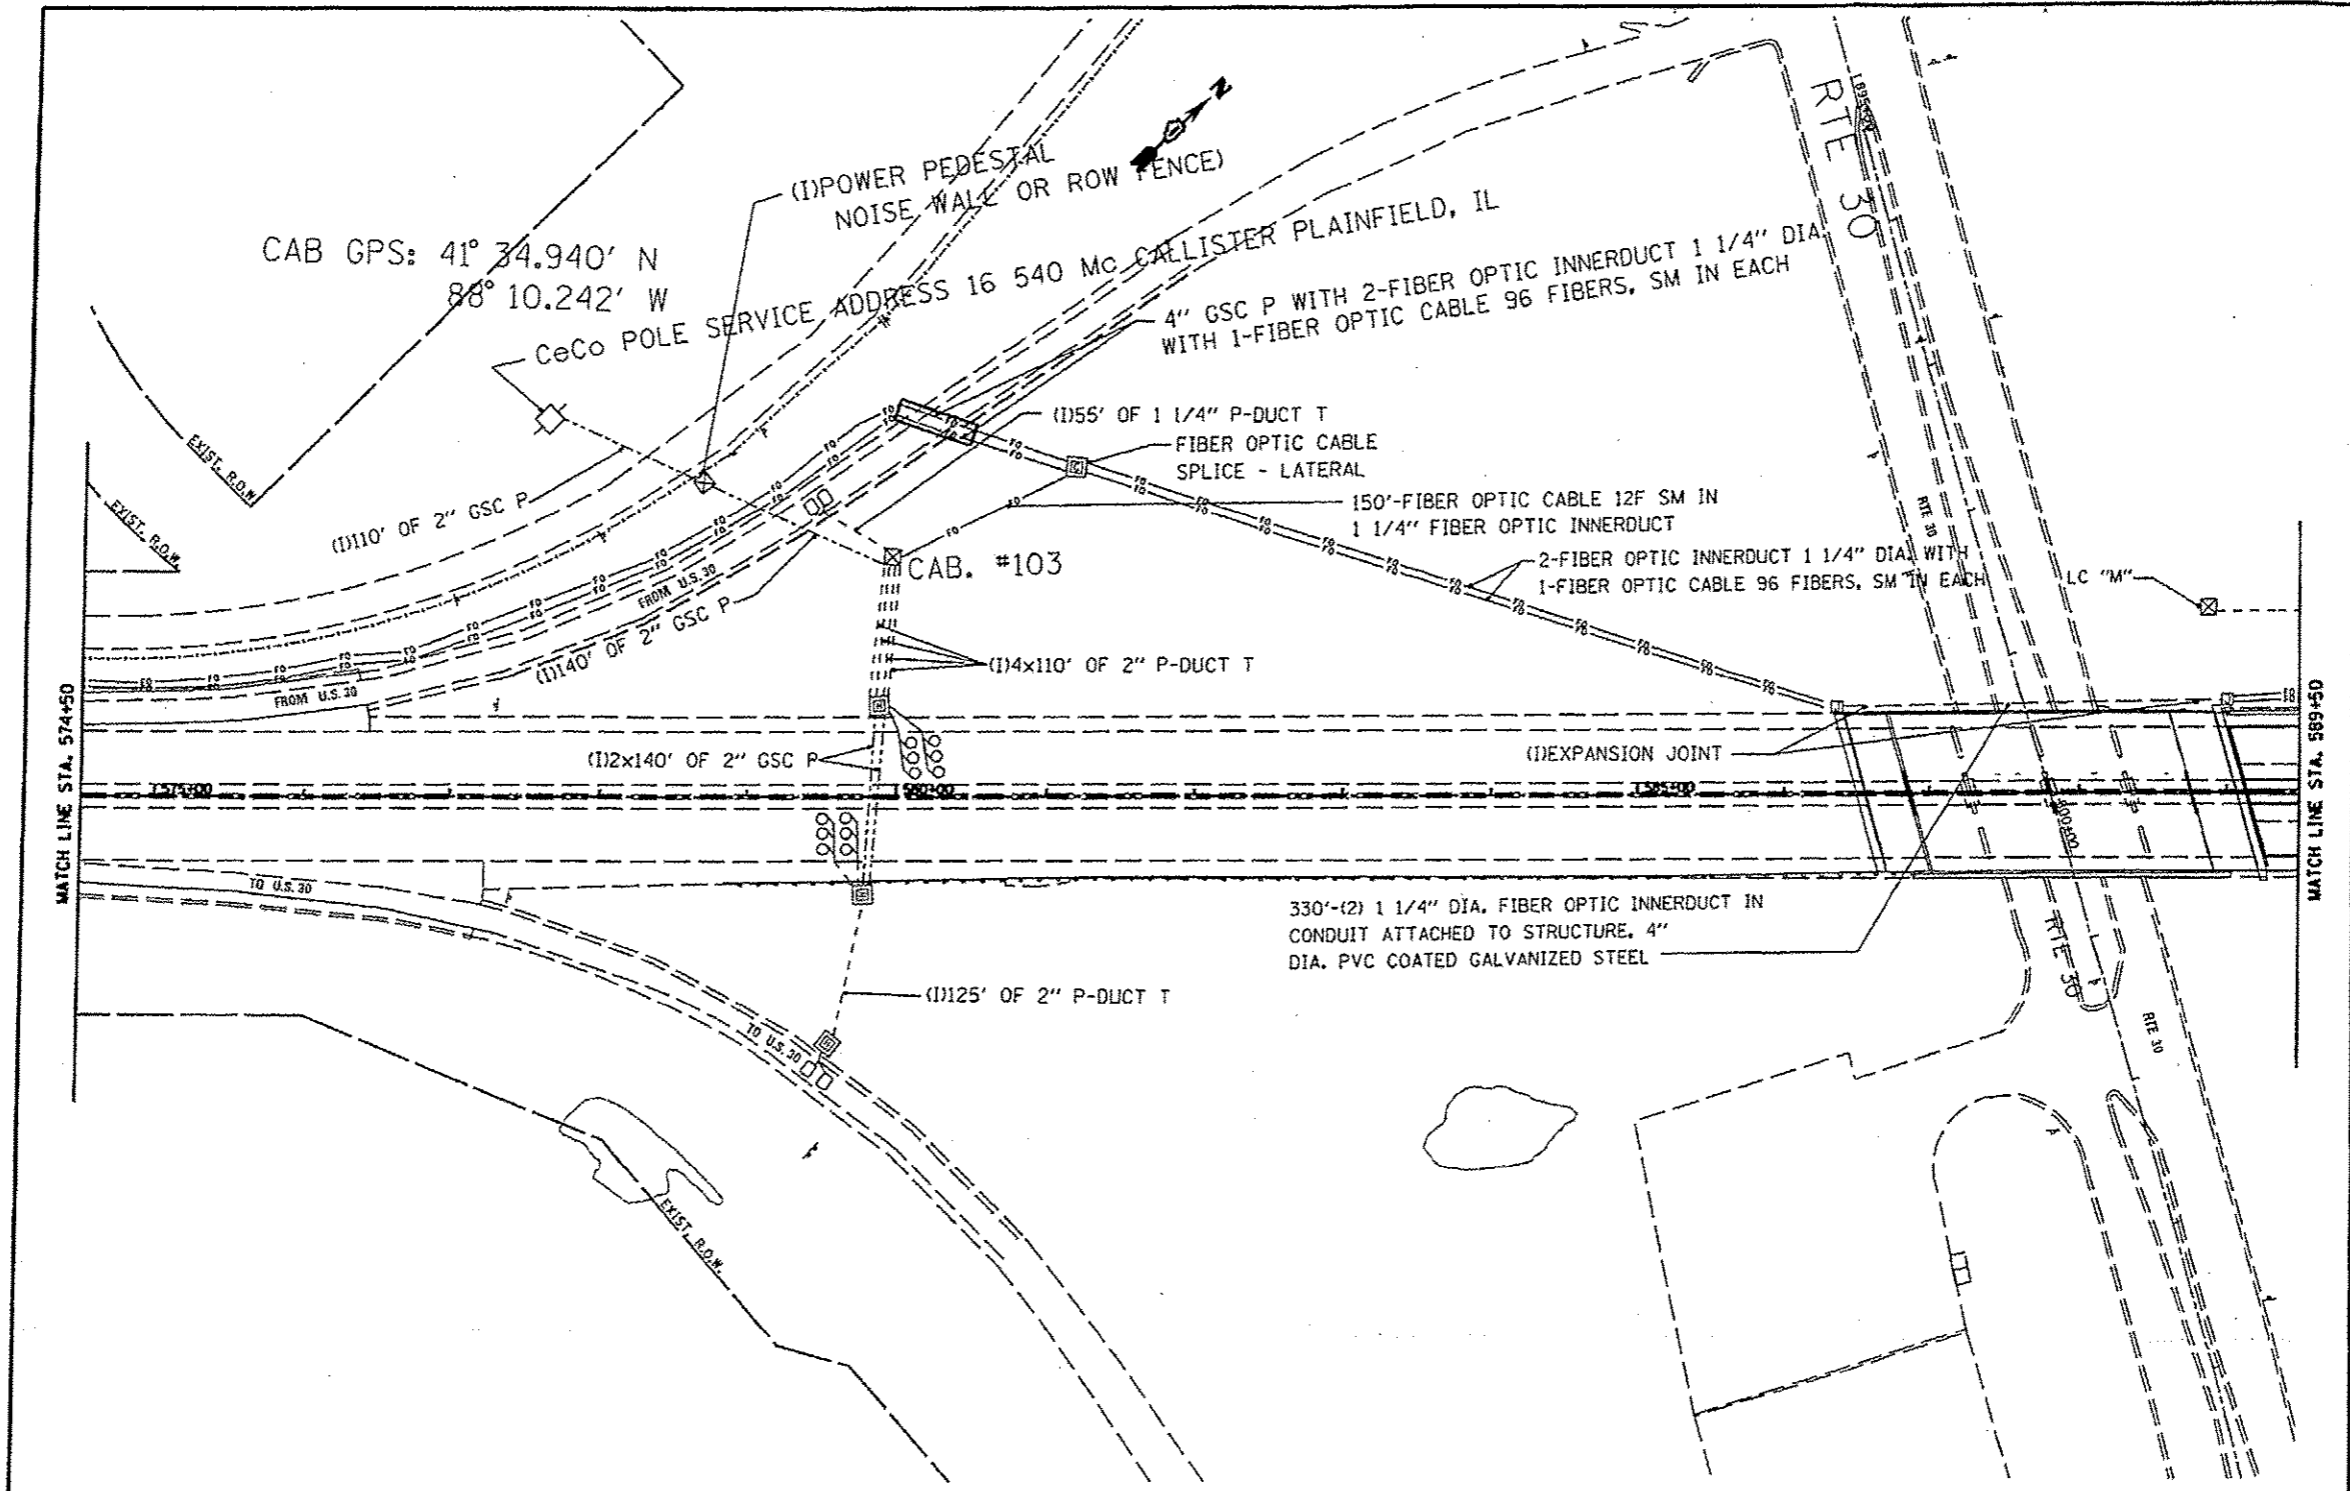 N
(I)POWER PEDESTAL
NOISE WALL OR ROW FENCE)
RTE 30
CAB GPS: 41° 34.940' N
88° 10.242' W
CeCo POLE SERVICE ADDRESS 16 540 Mc CALLISTER PLAINFIELD, IL
4" GSC P WITH 2-FIBER OPTIC INNERDUCT 1 1/4" DIA.
WITH 1-FIBER OPTIC CABLE 96 FIBERS, SM IN EACH
EXIST. R.O.W.
EXIST. R.O.W.
(I)110' OF 2" GSC P
(I)55' OF 1 1/4" P-DUCT T
FIBER OPTIC CABLE
SPLICE - LATERAL
150'-FIBER OPTIC CABLE 12F SM IN
1 1/4" FIBER OPTIC INNERDUCT
RTE 30
2-FIBER OPTIC INNERDUCT 1 1/4" DIA. WITH
1-FIBER OPTIC CABLE 96 FIBERS, SM IN EACH
LC "M"
CAB. #103
FROM U.S. 30
(I)140' OF 2" GSC P
FROM U.S. 30
(I)4x110' OF 2" P-DUCT T
MATCH LINE STA. 574+50
MATCH LINE STA. 589+50
(I)2x140' OF 2" GSC P
(I)EXPANSION JOINT
575+00
580+00
585+00
TO U.S. 30
330'-(2) 1 1/4" DIA. FIBER OPTIC INNERDUCT IN
CONDUIT ATTACHED TO STRUCTURE, 4"
DIA. PVC COATED GALVANIZED STEEL
RTE 30
(I)125' OF 2" P-DUCT T
TO U.S. 30
RTE 30
EXIST. R.O.W.